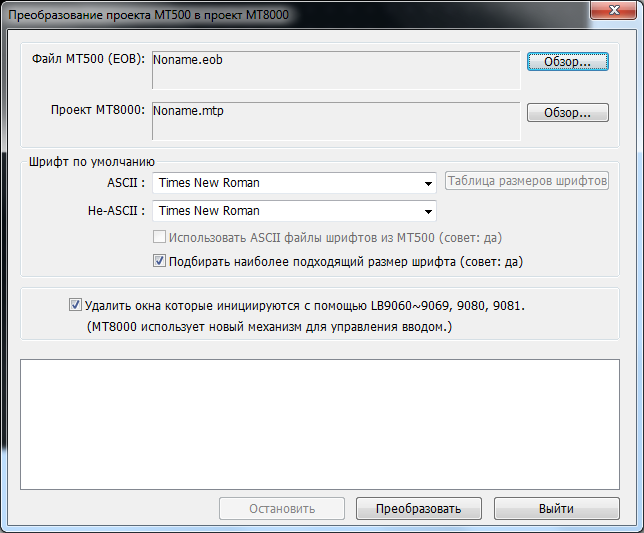 Преобразование проекта MT500 в проект MT8000
Файл MT500 (EOB):
Noname.eob
Обзор...
Проект MT8000:
Noname.mtp
Обзор...
Шрифт по умолчанию
ASCII :
Times New Roman
Таблица размеров шрифтов
Не-ASCII :
Times New Roman
Использовать ASCII файлы шрифтов из MT500 (совет: да)
Подбирать наиболее подходящий размер шрифта (совет: да)
Удалить окна которые инициируются с помощью LB9060~9069, 9080, 9081.
(MT8000 использует новый механизм для управления вводом.)
Остановить
Преобразовать
Выйти